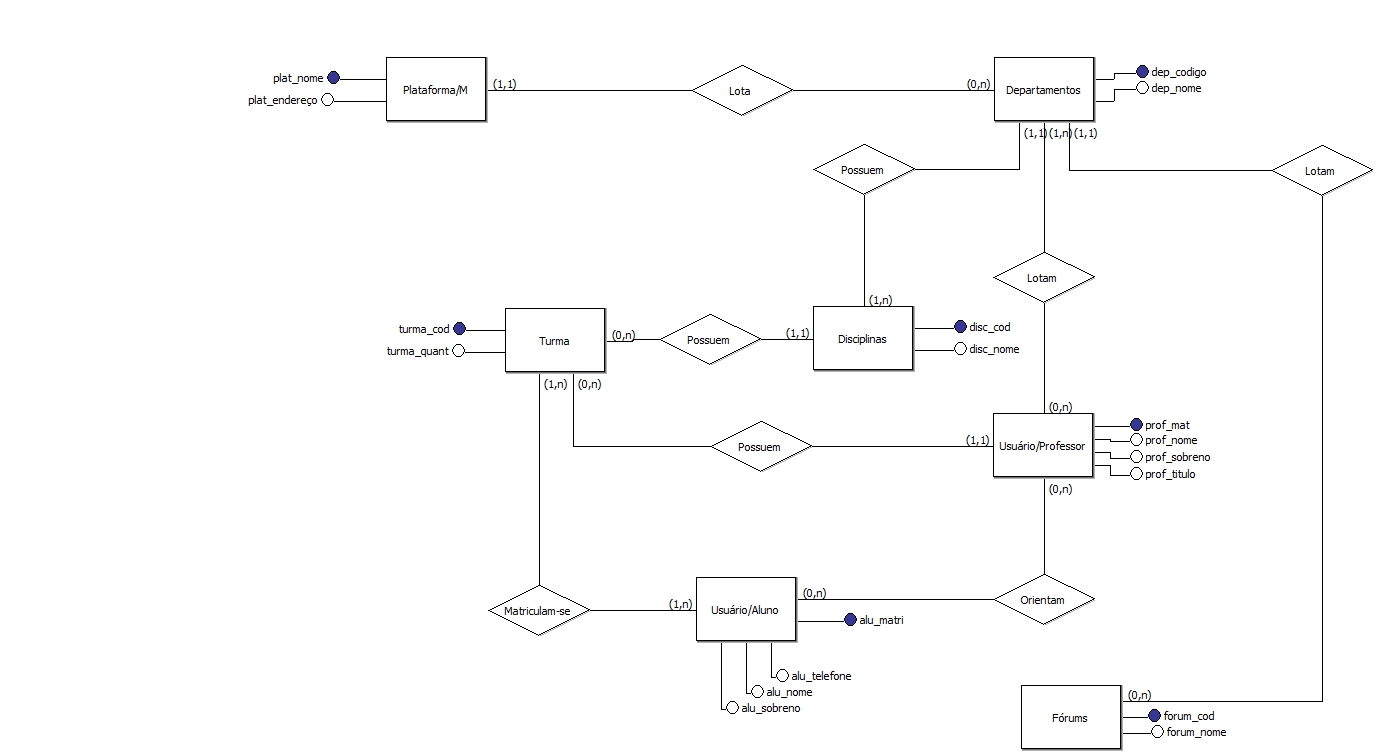 plat_nome
plat_endereço
Plataforma/M
(1,1)
Lota
(0,n)
Departamentos
dep_codigo
dep_nome
(1,1)
(1,n)
(1,1)
Possuem
Lotam
Lotam
(1,n)
turma_cod
turma_quant
Turma
(0,n)
Possuem
(1,1)
Disciplinas
disc_cod
disc_nome
(1,n)
(0,n)
(0,n)
Possuem
(1,1)
Usuário/Professor
prof_mat
prof_nome
prof_sobreno
prof_titulo
(0,n)
Matriculam-se
(1,n)
Usuário/Aluno
(0,n)
Orientam
alu_matri
alu_telefone
alu_nome
alu_sobreno
Fórums
(0,n)
forum_cod
forum_nome